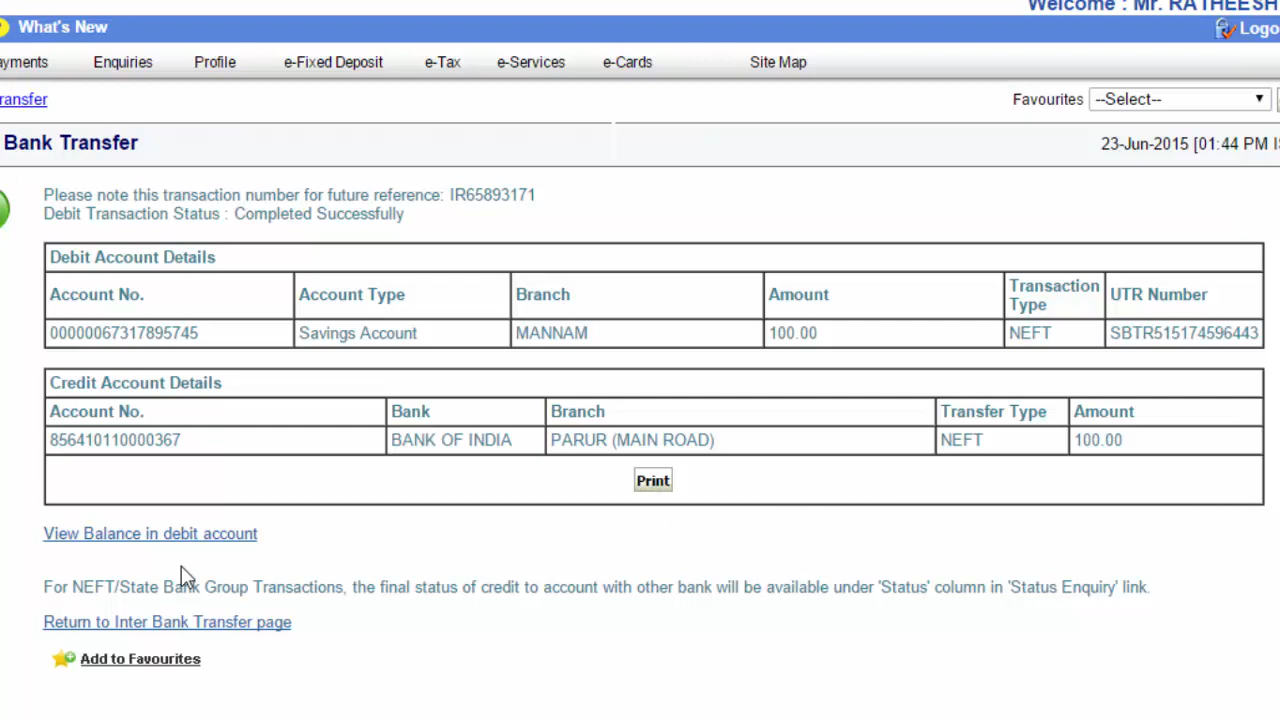 Welcome : Mr. RATHEESH
What's New
Logo
ayments Enquiries Profile e-Fixed Deposit e-Tax e-Services e-Cards Site Map
ransfer
Favourites --Select--
Bank Transfer
23-Jun-2015 [01:44 PM IS
Please note this transaction number for future reference: IR65893171
Debit Transaction Status : Completed Successfully
Debit Account Details
Account No. Account Type Branch Amount Transaction Type UTR Number
00000067317895745 Savings Account MANNAM 100.00 NEFT SBTR515174596443
Credit Account Details
Account No. Bank Branch Transfer Type Amount
856410110000367 BANK OF INDIA PARUR (MAIN ROAD) NEFT 100.00
Print
View Balance in debit account
For NEFT/State Bank Group Transactions, the final status of credit to account with other bank will be available under 'Status' column in 'Status Enquiry' link.
Return to Inter Bank Transfer page
Add to Favourites